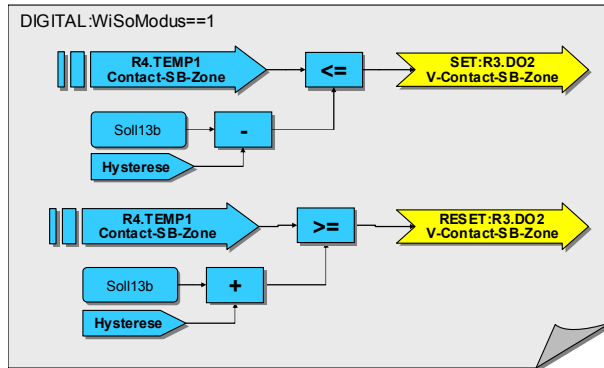 DIGITAL:WiSoModus==1
R4.TEMP1
Contact-SB-Zone
<=
SET:R3.DO2
V-Contact-SB-Zone
Soll13b
-
Hysterese
R4.TEMP1
Contact-SB-Zone
>=
RESET:R3.DO2
V-Contact-SB-Zone
Soll13b
+
Hysterese